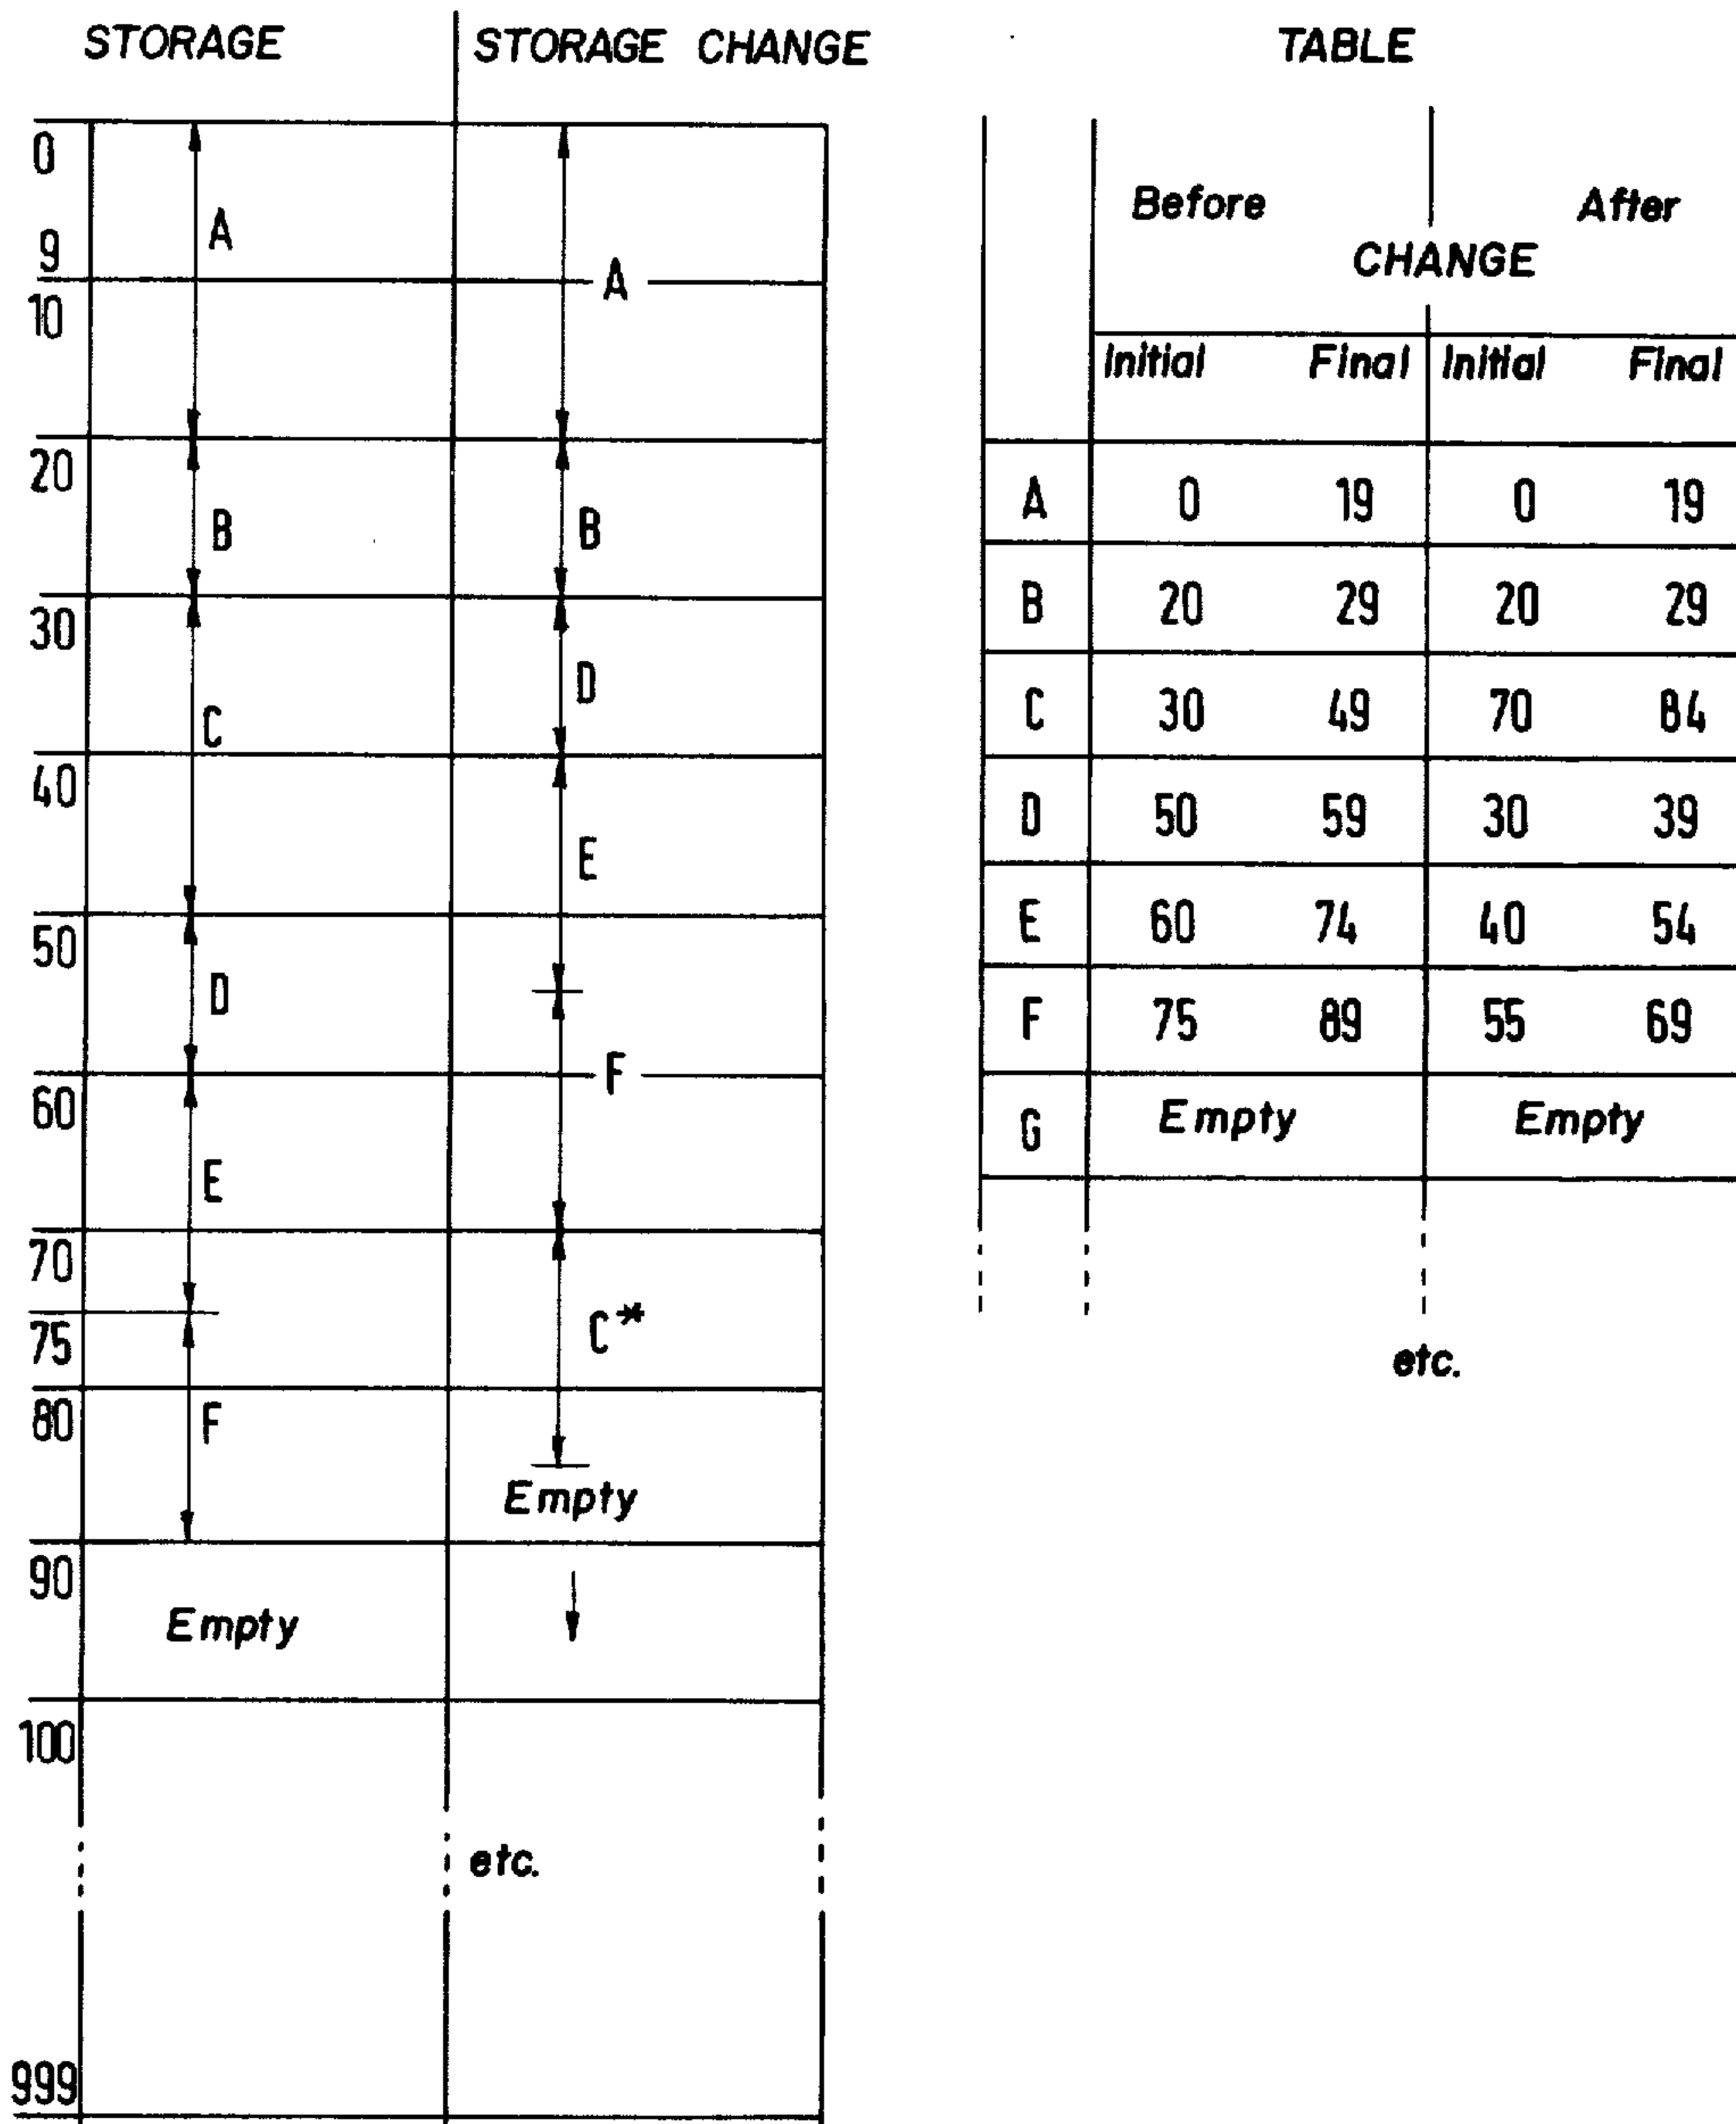 STORAGE STORAGE CHANGE
0
A
9
A
10
20
B B
30
D
C
40
E
50
D
F
60
E
70
C*
75
80
F
Empty
90
Empty
100
etc.
999
TABLE
Before After
CHANGE
Initial Final Initial Final
A 0 19 0 19
B 20 29 20 29
C 30 49 70 84
D 50 59 30 39
E 60 74 40 54
F 75 89 55 69
G Empty Empty
etc.